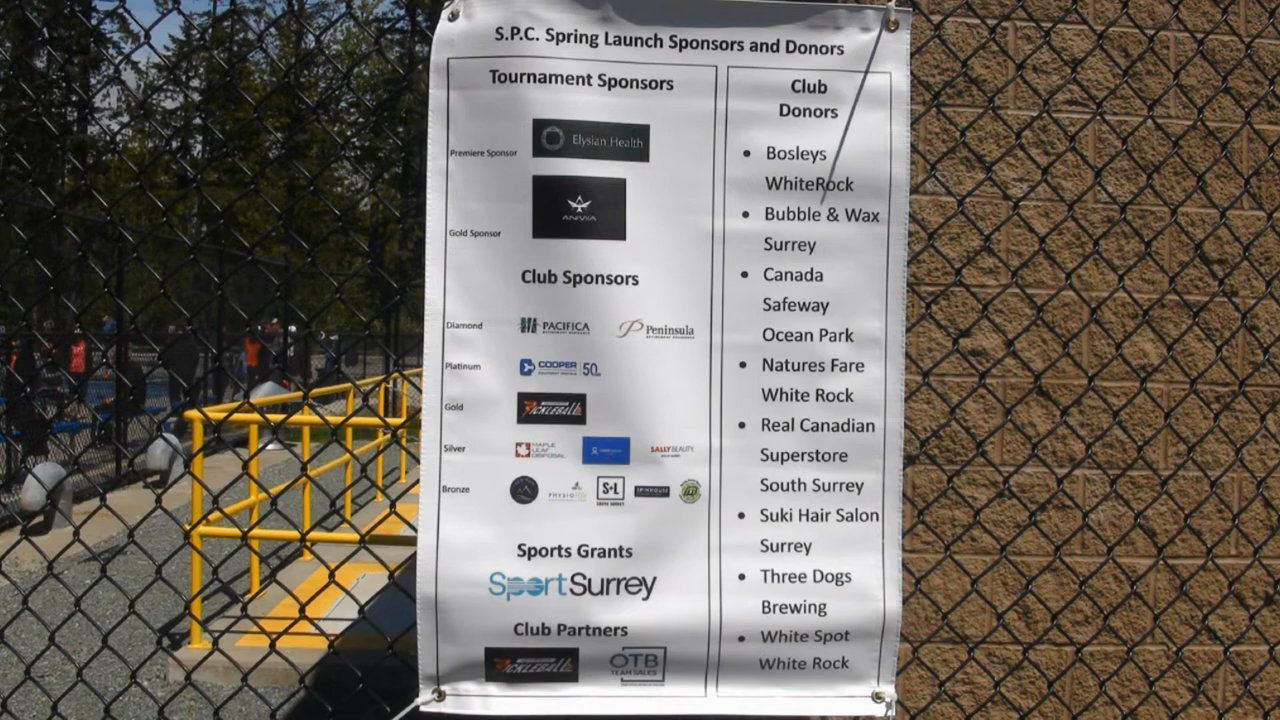 S.P.C. Spring Launch Sponsors and Donors
Tournament Sponsors
Premiere Sponsor
Elysian Health
ANVIA
Gold Sponsor
Club Sponsors
Diamond
PACIFICA
Peninsula
Platinum
COOPER
50
Gold
PICKLEBALL
Silver
MAPLE
LEAF
DISPOSAL
SALLY BEAUTY
Bronze
PHYSIO
S+L
SPINHOUSE
Sports Grants
SportSurrey
Club Partners
PICKLEBALL
OTB
TEAM SALES
Club
Donors
• Bosleys
WhiteRock
• Bubble & Wax
Surrey
• Canada
Safeway
Ocean Park
• Natures Fare
White Rock
• Real Canadian
Superstore
South Surrey
• Suki Hair Salon
Surrey
• Three Dogs
Brewing
• White Spot
White Rock